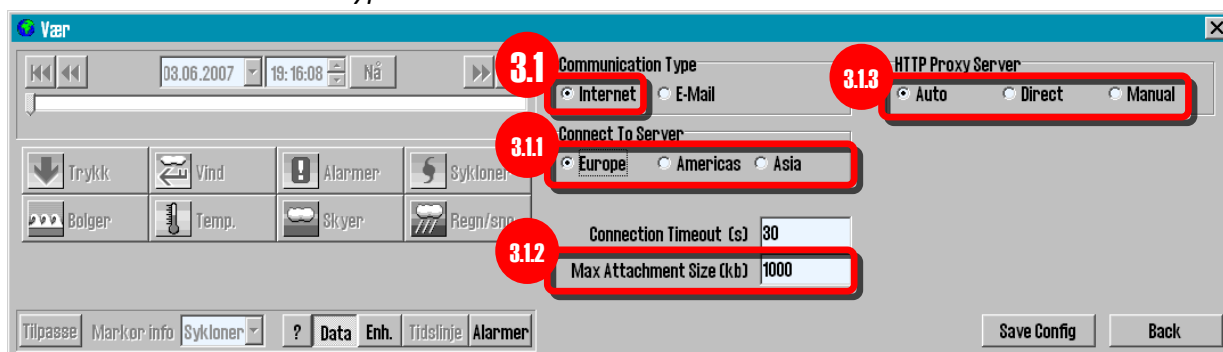 Vær
03.06.2007 19:16:08 Nå
Trykk Vind Alarmer Sykloner
Bolger Temp. Skyer Regn/sno
Tilpasse Markor info Sykloner ? Data Enh. Tidslinje Alarmer
3.1 Communication Type
Internet E-Mail
3.1.1 Connect To Server
Europe Americas Asia
Connection Timeout (s) 30
3.1.2 Max Attachment Size (kb) 1000
3.1.3 HTTP Proxy Server
Auto Direct Manual
Save Config Back